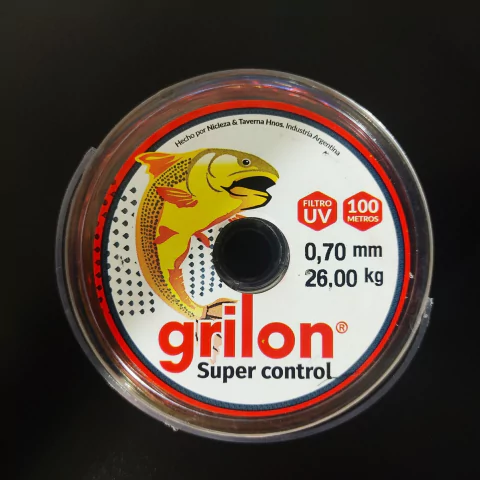 Hecho por Nicieza & Taverna Hnos. Industria Argentina
FILTRO
UV
100
METROS
0,70 mm
26,00 kg
grilon®
Super control